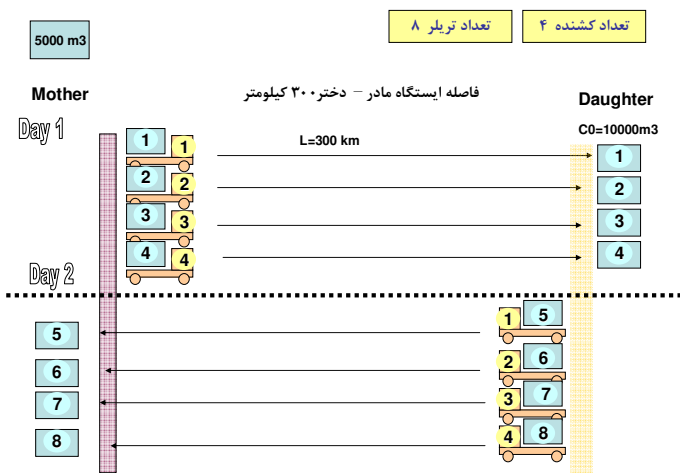 5000 m3
تعداد تریلر ۸
تعداد کشنده ۴
Mother
فاصله ایستگاه مادر – دختر۳۰۰ کیلومتر
Daughter
Day 1
C0=10000m3
L=300 km
1 1 1
2 2 2
3 3 3
4 4 4
Day 2
5 1 5
6 2 6
7 3 7
8 4 8